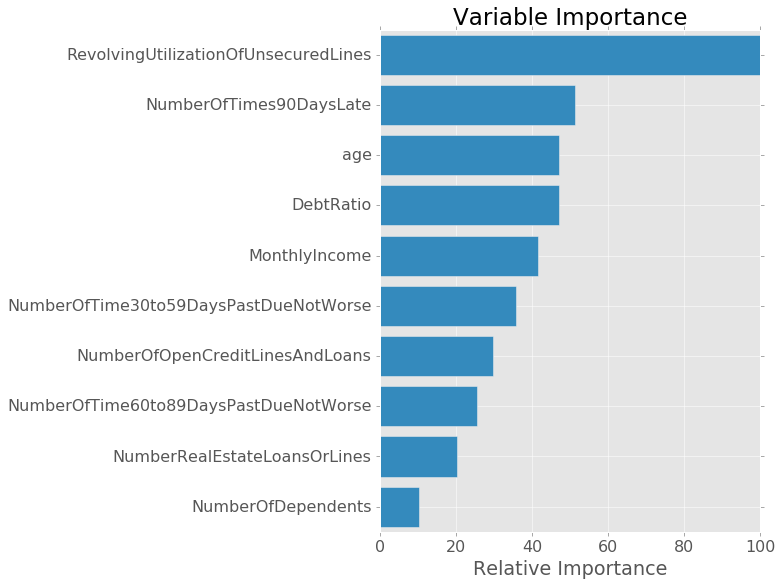 Variable Importance
RevolvingUtilizationOfUnsecuredLines
NumberOfTimes90DaysLate
age
DebtRatio
MonthlyIncome
NumberOfTime30to59DaysPastDueNotWorse
NumberOfOpenCreditLinesAndLoans
NumberOfTime60to89DaysPastDueNotWorse
NumberRealEstateLoansOrLines
NumberOfDependents
0 20 40 60 80 100
Relative Importance